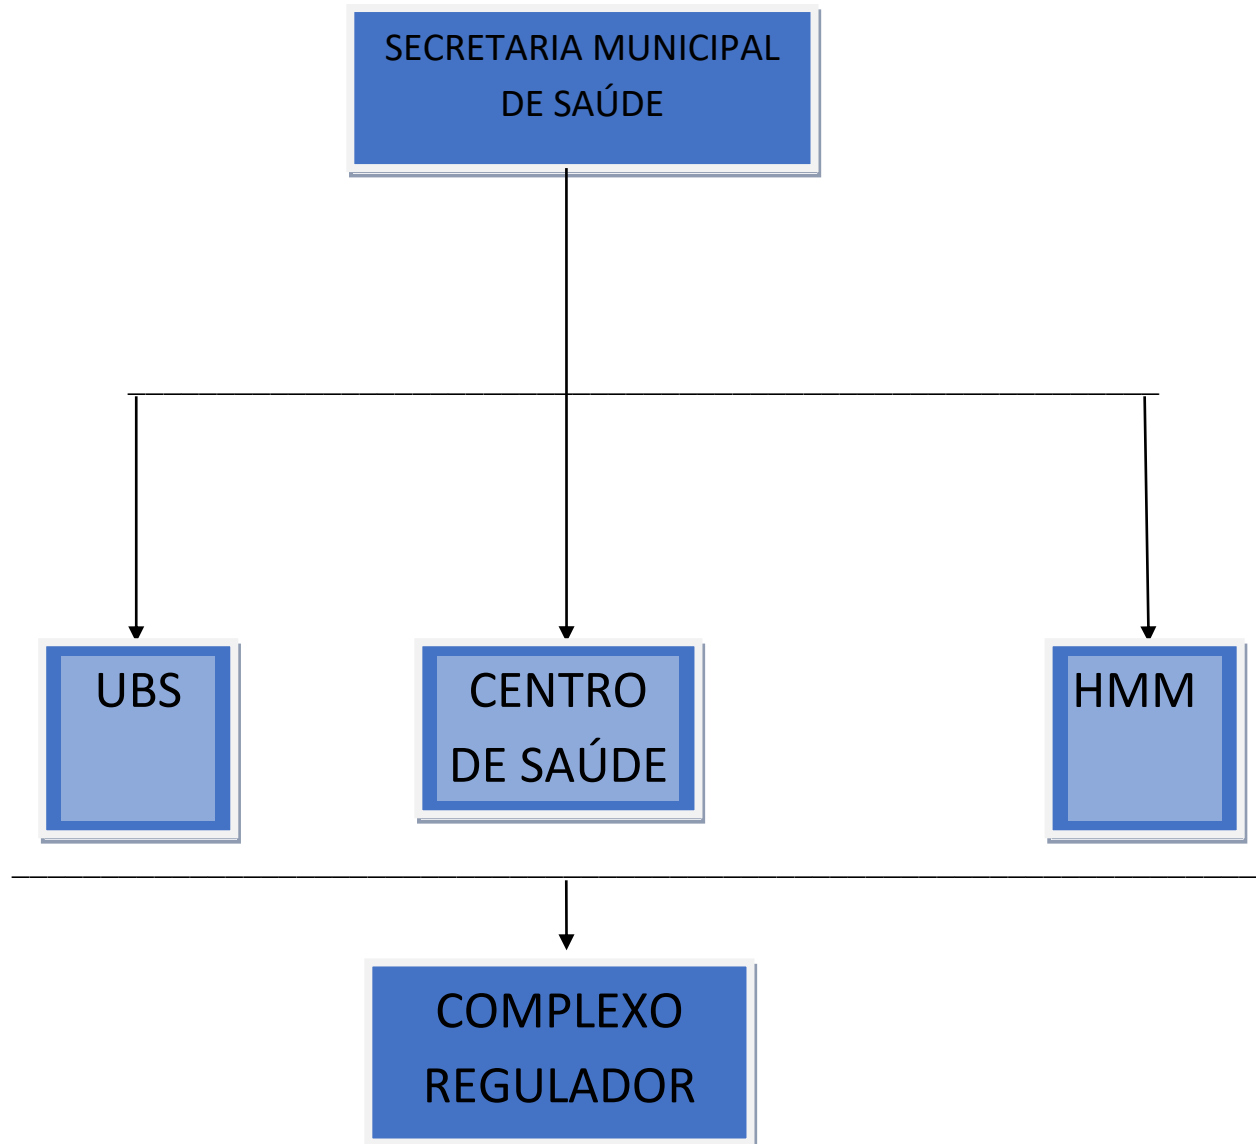 SECRETARIA MUNICIPAL
DE SAÚDE
UBS
CENTRO
DE SAÚDE
HMM
COMPLEXO
REGULADOR